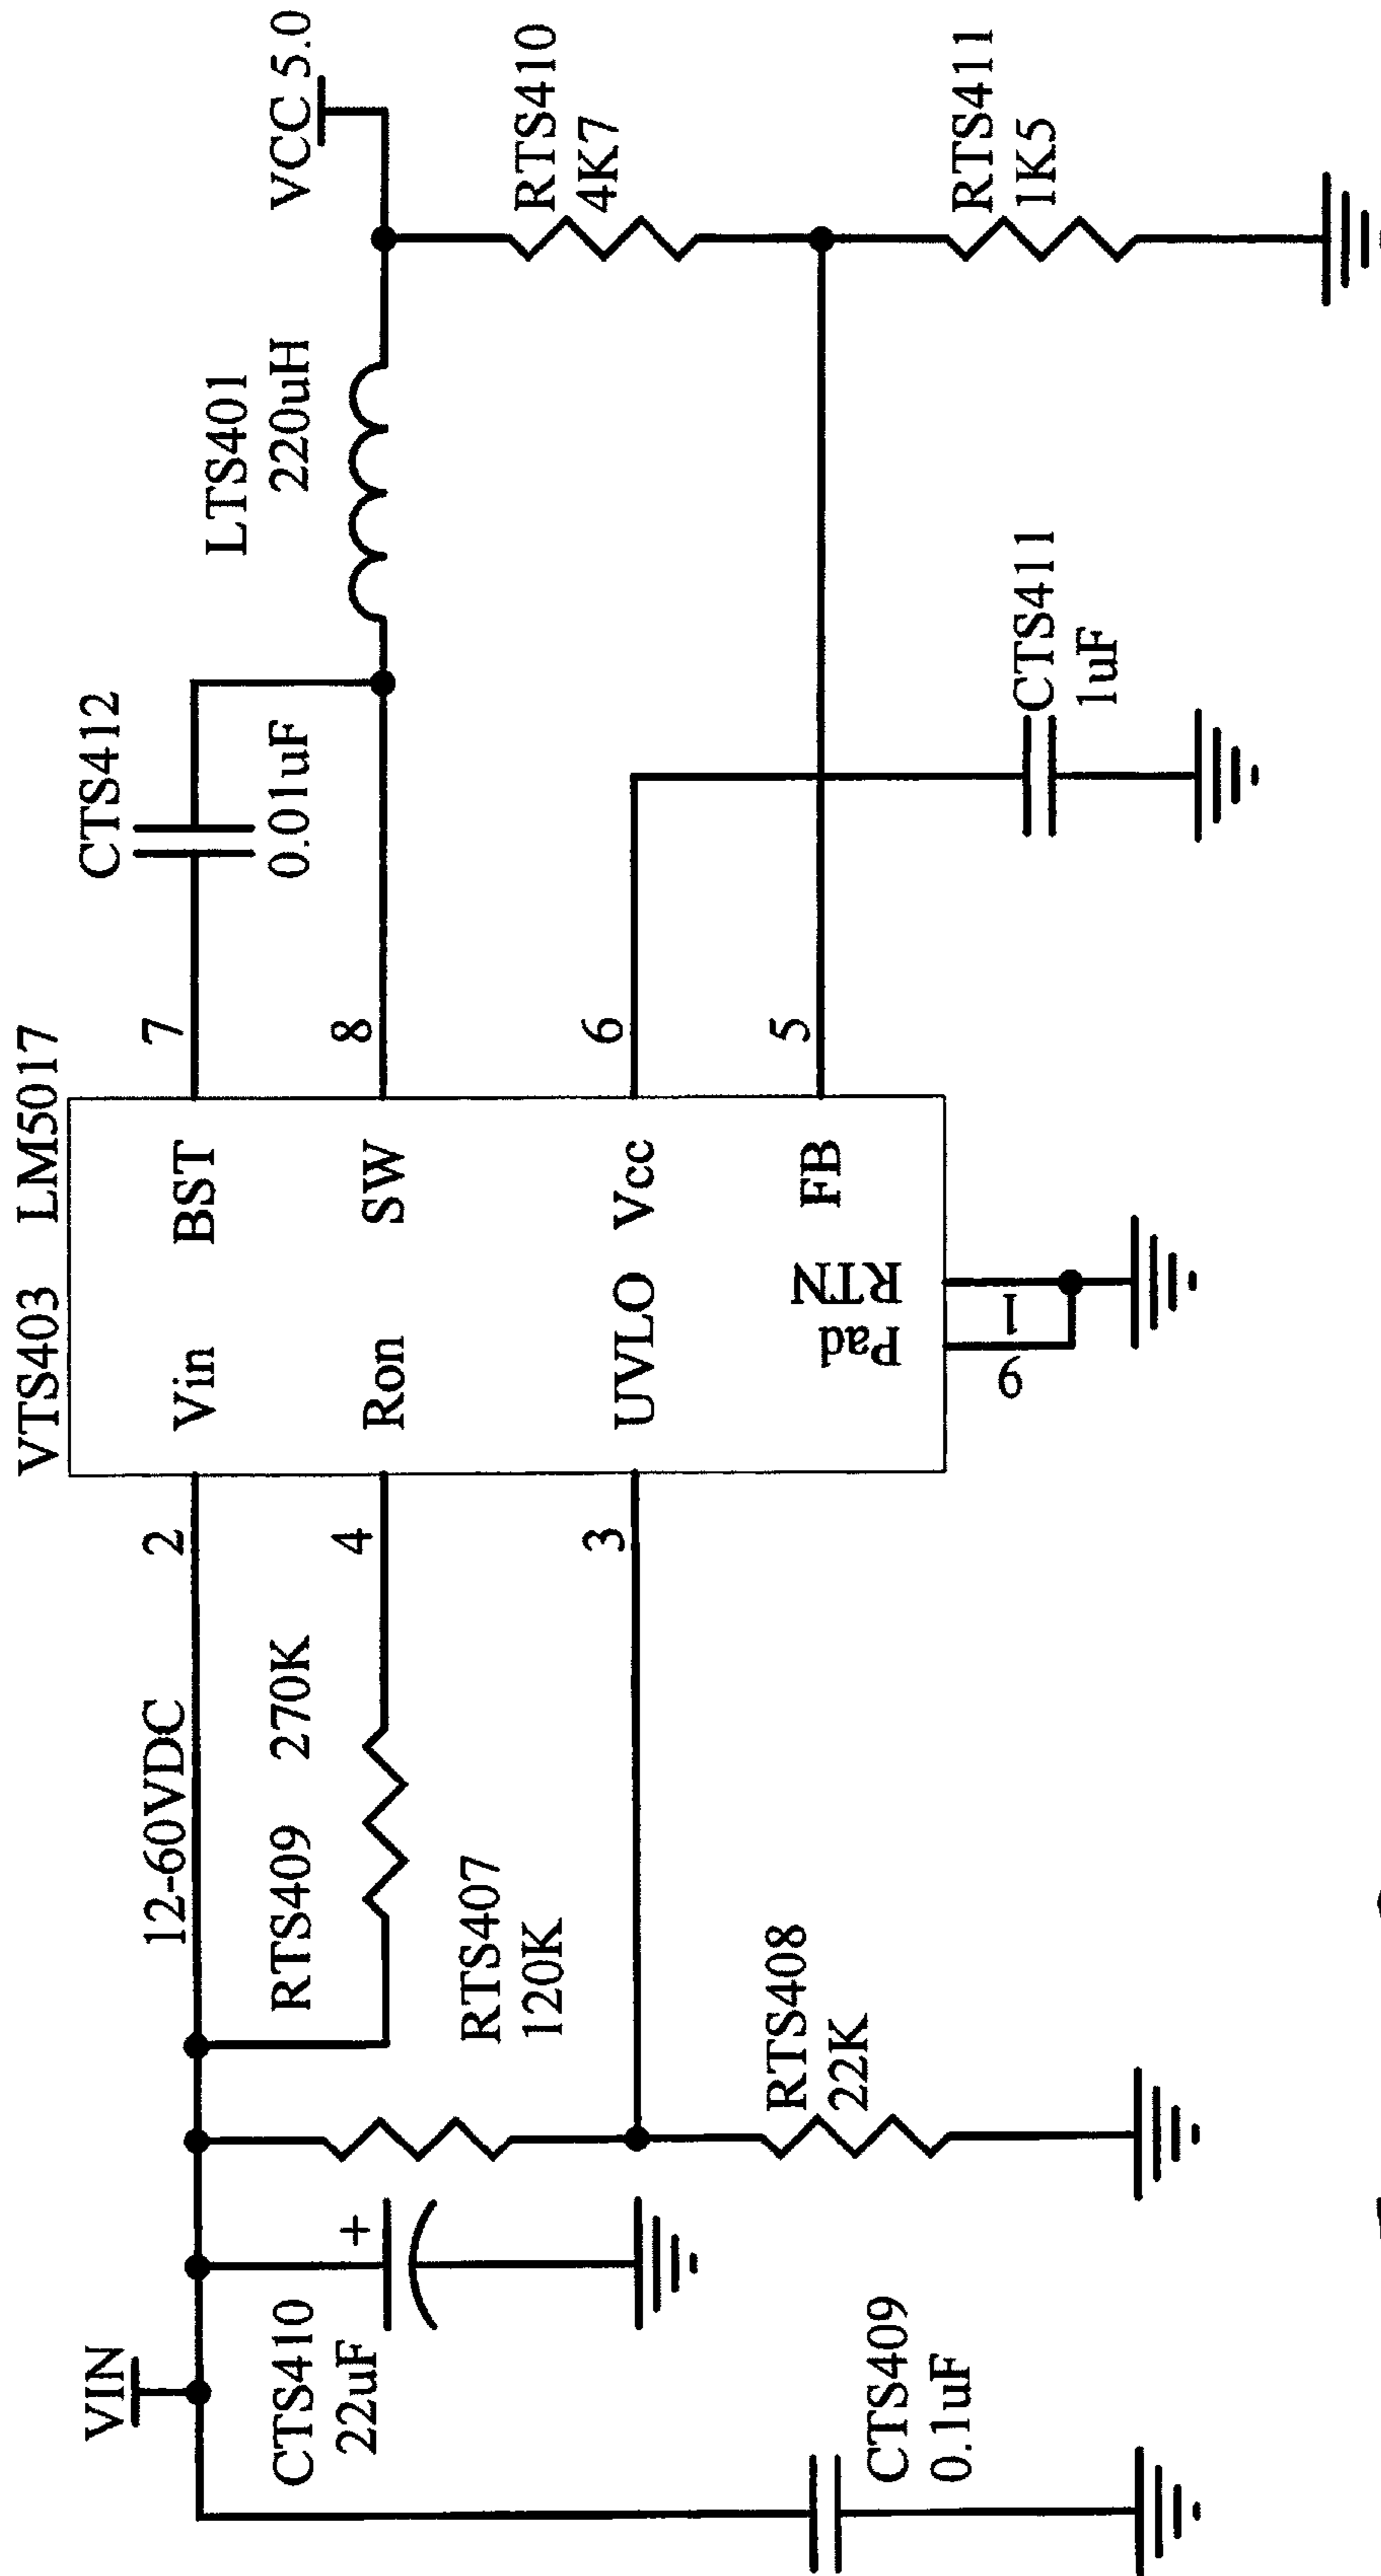 VIN
CTS410
22uF
CTS409
0.1uF
12-60VDC
RTS409 270K
RTS407
120K
RTS408
22K
2
4
3
VTS403 LM5017
Vin
BST
Ron
SW
UVLO
Vcc
FB
Pad
RTN
9
1
7
8
6
5
CTS412
0.01uF
LTS401
220uH
CTS411
1uF
VCC 5.0
RTS410
4K7
RTS411
1K5